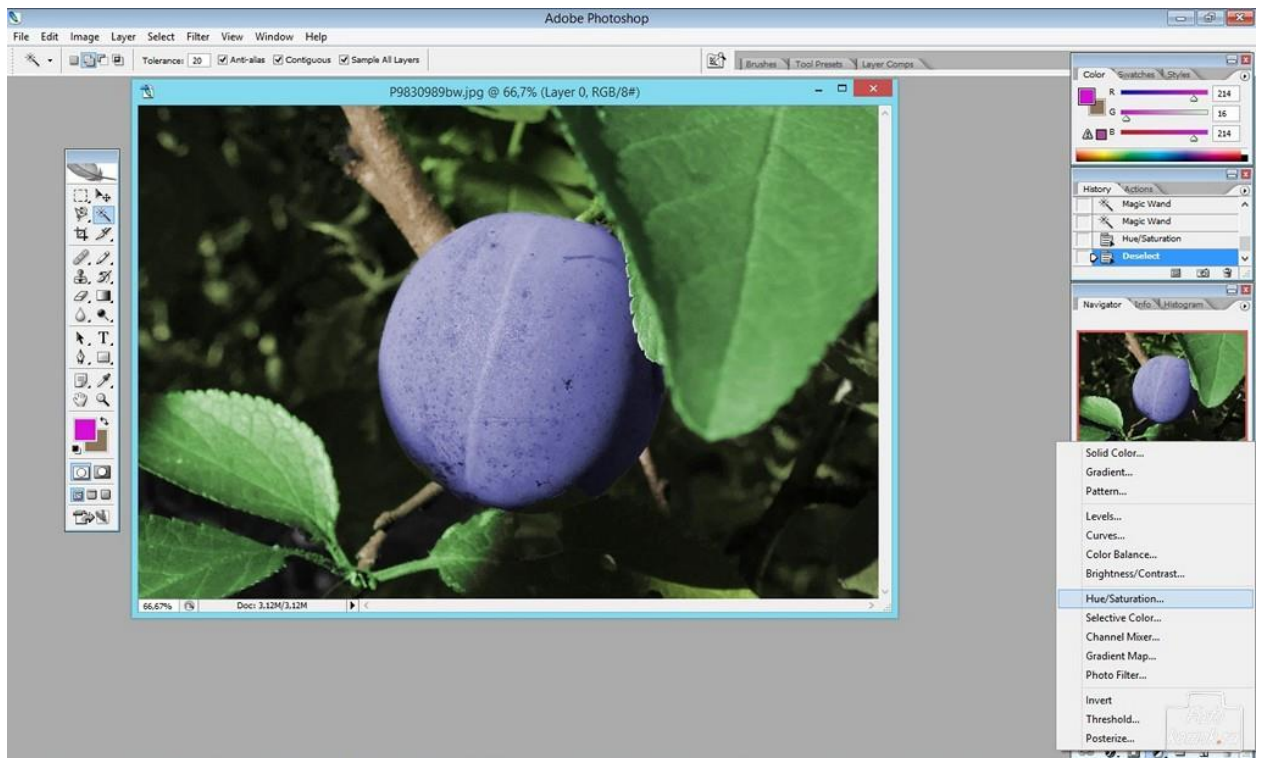 Adobe Photoshop
File Edit Image Layer Select Filter View Window Help
Tolerance: 20 Anti-alias Contiguous Sample All Layers
Brushes Tool Presets Layer Comps
P9830989bw.jpg @ 66,7% (Layer 0, RGB/8#)
Color Swatches Styles
R 214
G 16
B 214
History Actions
Magic Wand
Magic Wand
Hue/Saturation
Deselect
Navigator Info Histogram
Solid Color...
Gradient...
Pattern...
Levels...
Curves...
Color Balance...
Brightness/Contrast...
Hue/Saturation...
Selective Color...
Channel Mixer...
Gradient Map...
Photo Filter...
Invert
Threshold...
Posterize...
66,67% Doc: 3,12M/3,12M